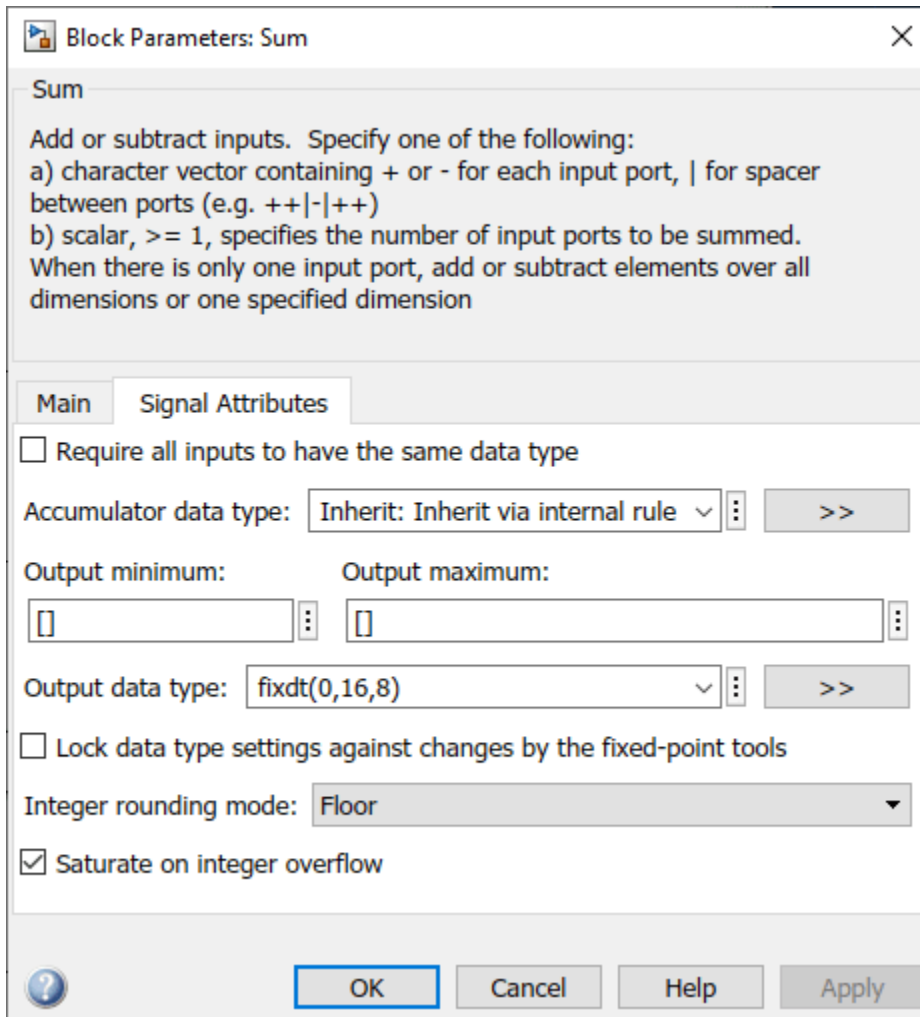 Block Parameters: Sum
Sum
Add or subtract inputs.  Specify one of the following:
a) character vector containing + or - for each input port, | for spacer
between ports (e.g. ++|-|++)
b) scalar, >= 1, specifies the number of input ports to be summed.
When there is only one input port, add or subtract elements over all
dimensions or one specified dimension
Main Signal Attributes
Require all inputs to have the same data type
Accumulator data type: Inherit: Inherit via internal rule >>
Output minimum: Output maximum:
[] []
Output data type: fixdt(0,16,8) >>
Lock data type settings against changes by the fixed-point tools
Integer rounding mode: Floor
Saturate on integer overflow
? OK Cancel Help Apply